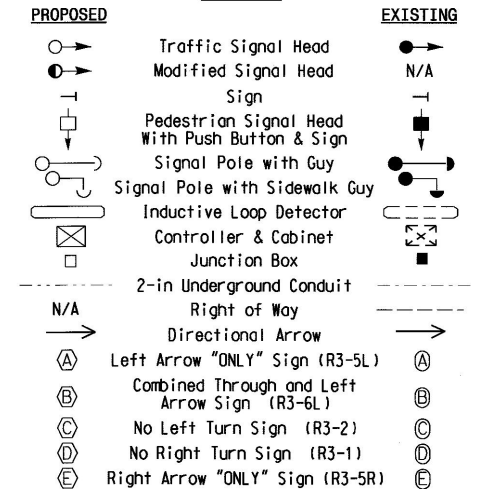 PROPOSED EXISTING
Traffic Signal Head
Modified Signal Head N/A
Sign
Pedestrian Signal Head
With Push Button & Sign
Signal Pole with Guy
Signal Pole with Sidewalk Guy
Inductive Loop Detector
Controller & Cabinet
Junction Box
2-in Underground Conduit
N/A Right of Way
Directional Arrow
A Left Arrow "ONLY" Sign (R3-5L) A
Combined Through and Left
B Arrow Sign (R3-6L) B
C No Left Turn Sign (R3-2) C
D No Right Turn Sign (R3-1) D
E Right Arrow "ONLY" Sign (R3-5R) E